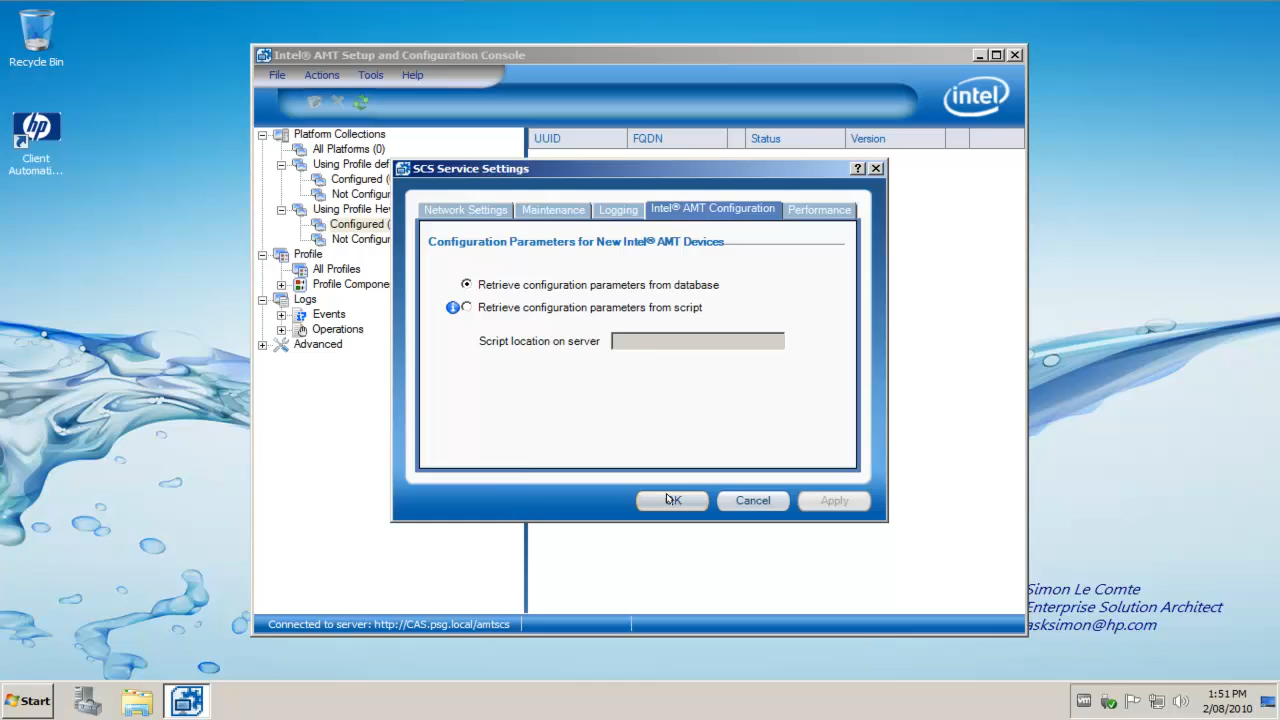 Recycle Bin
hp
Client
Automati...
Intel® AMT Setup and Configuration Console
File Actions Tools Help
intel
Platform Collections
All Platforms (0)
Using Profile def
Configured (
Not Configur
Using Profile Hew
Configured (
Not Configur
Profile
All Profiles
Profile Compone
Logs
Events
Operations
Advanced
UUID FQDN Status Version
SCS Service Settings
Network Settings Maintenance Logging Intel® AMT Configuration Performance
Configuration Parameters for New Intel® AMT Devices
Retrieve configuration parameters from database
Retrieve configuration parameters from script
Script location on server
OK Cancel Apply
Connected to server: http://CAS.psg.local/amtscs
Simon Le Comte
Enterprise Solution Architect
asksimon@hp.com
Start
1:51 PM
2/08/2010